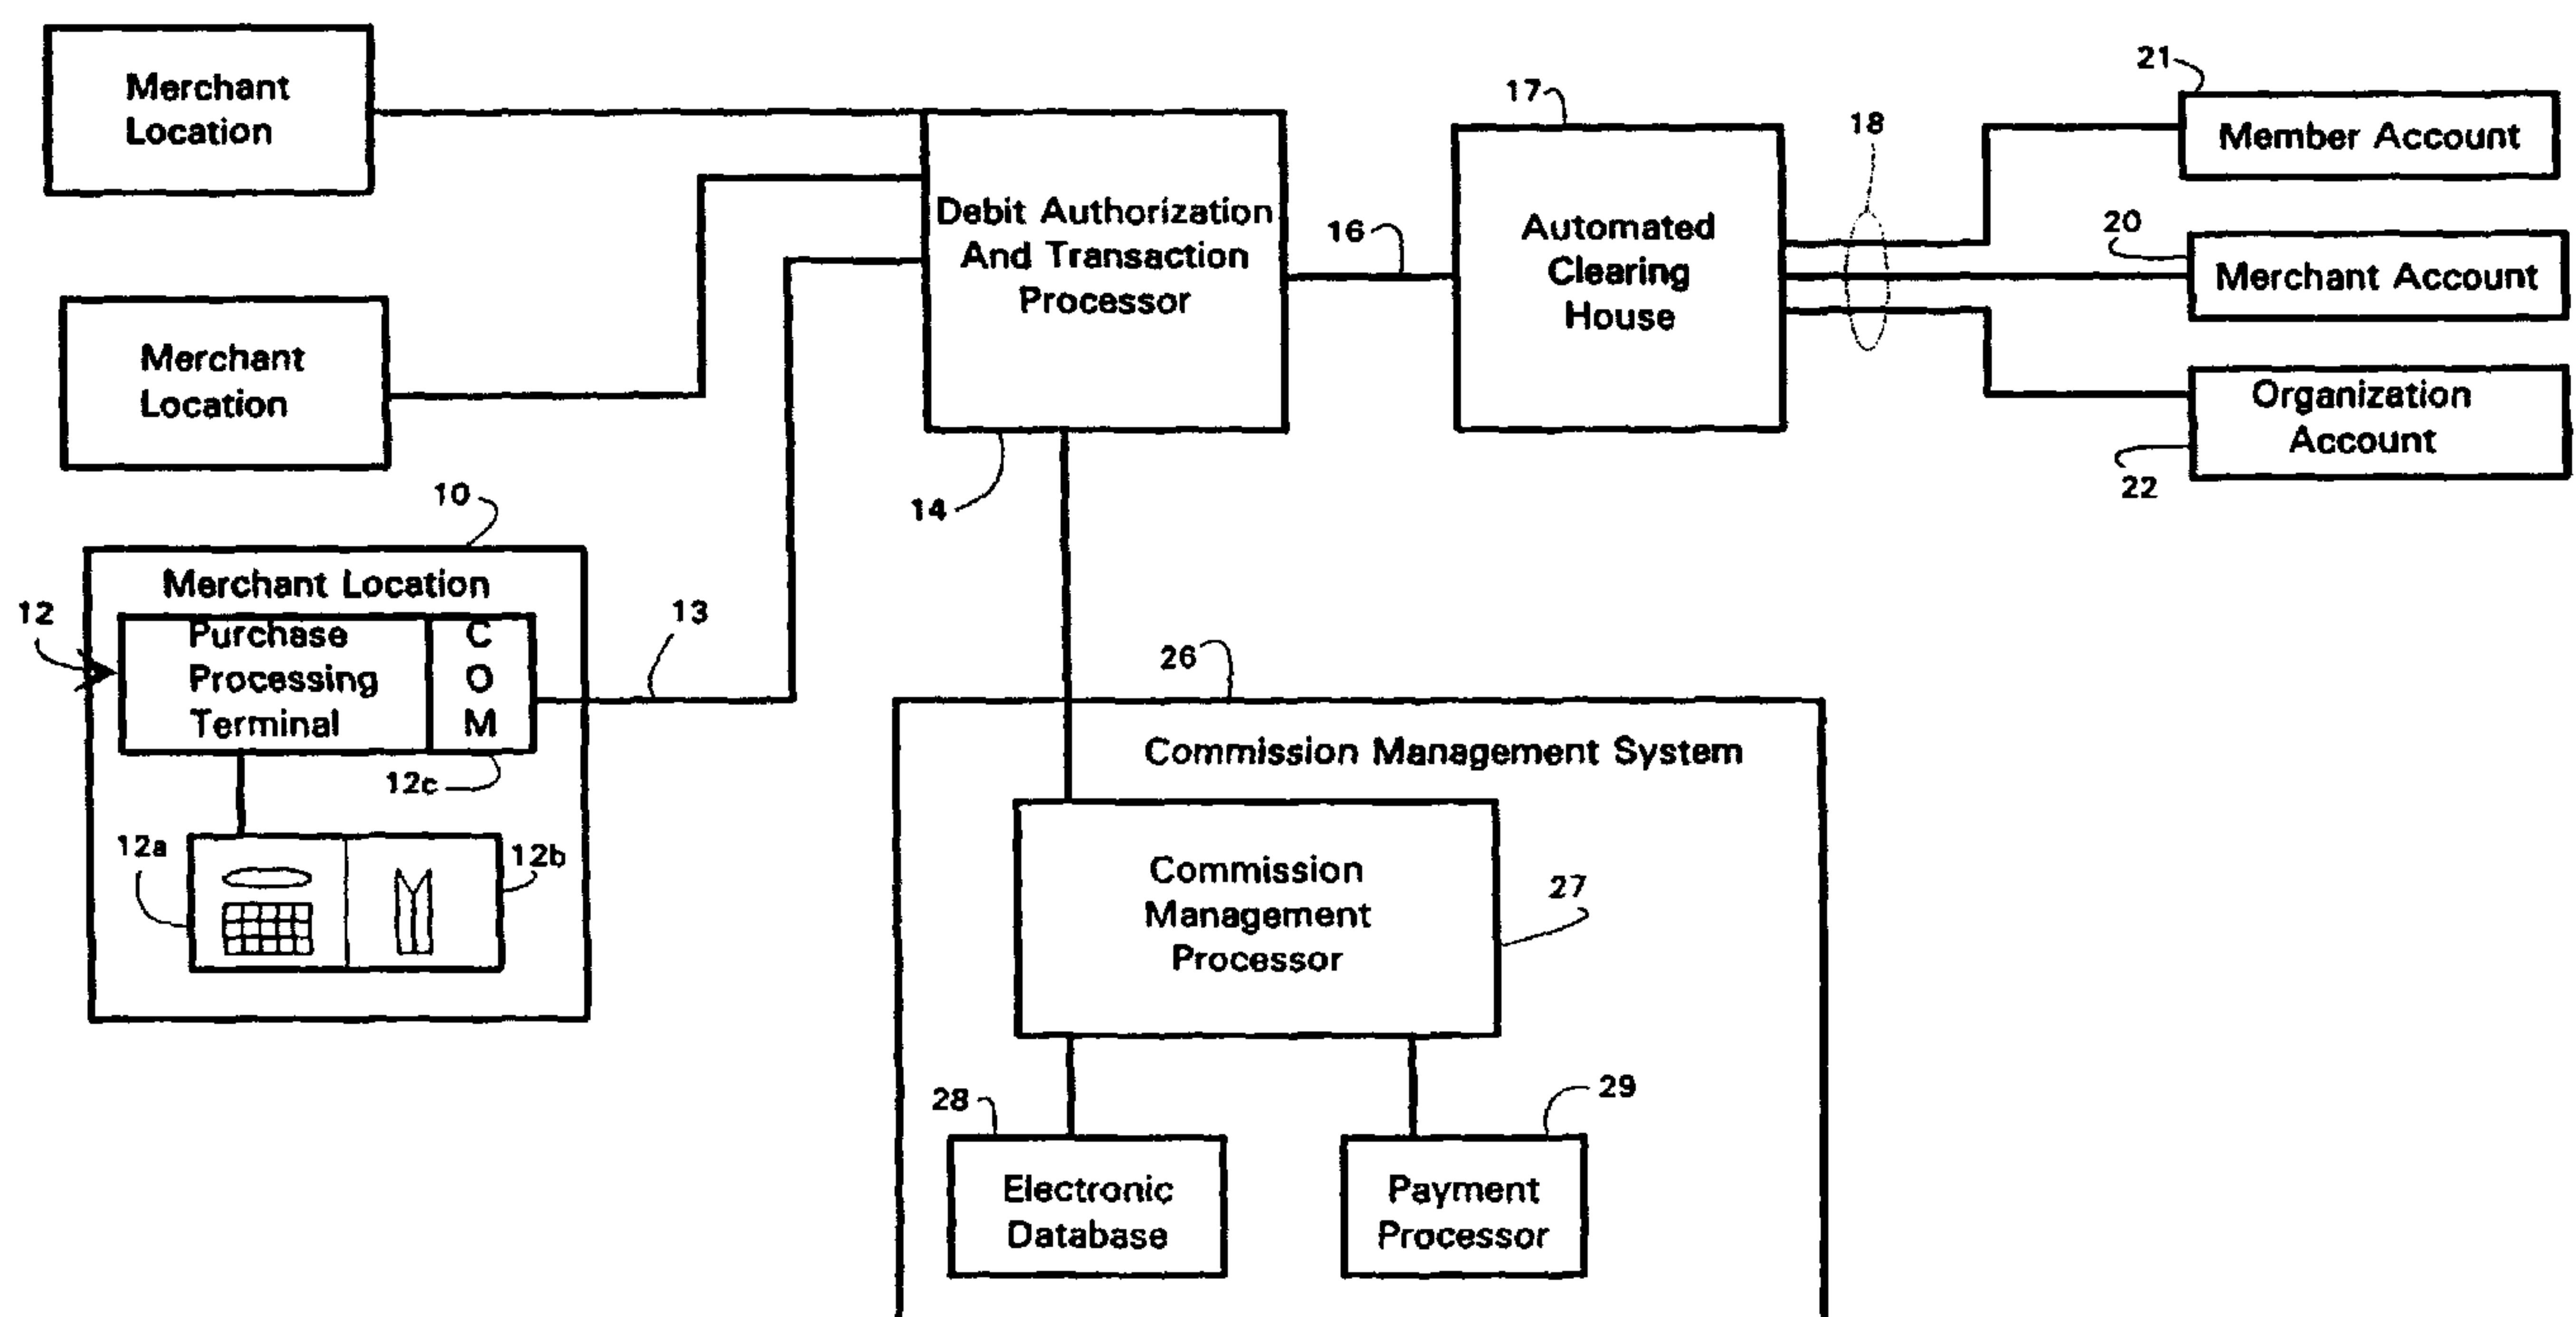 Merchant
Location
Merchant
Location
10
Merchant Location
12
Purchase
Processing
Terminal
C
O
M
12c
12a
12b
13
Debit Authorization
And Transaction
Processor
14
16
17
Automated
Clearing
House
18
21
Member Account
20
Merchant Account
Organization
Account
22
26
Commission Management System
Commission
Management
Processor
27
28
Electronic
Database
29
Payment
Processor